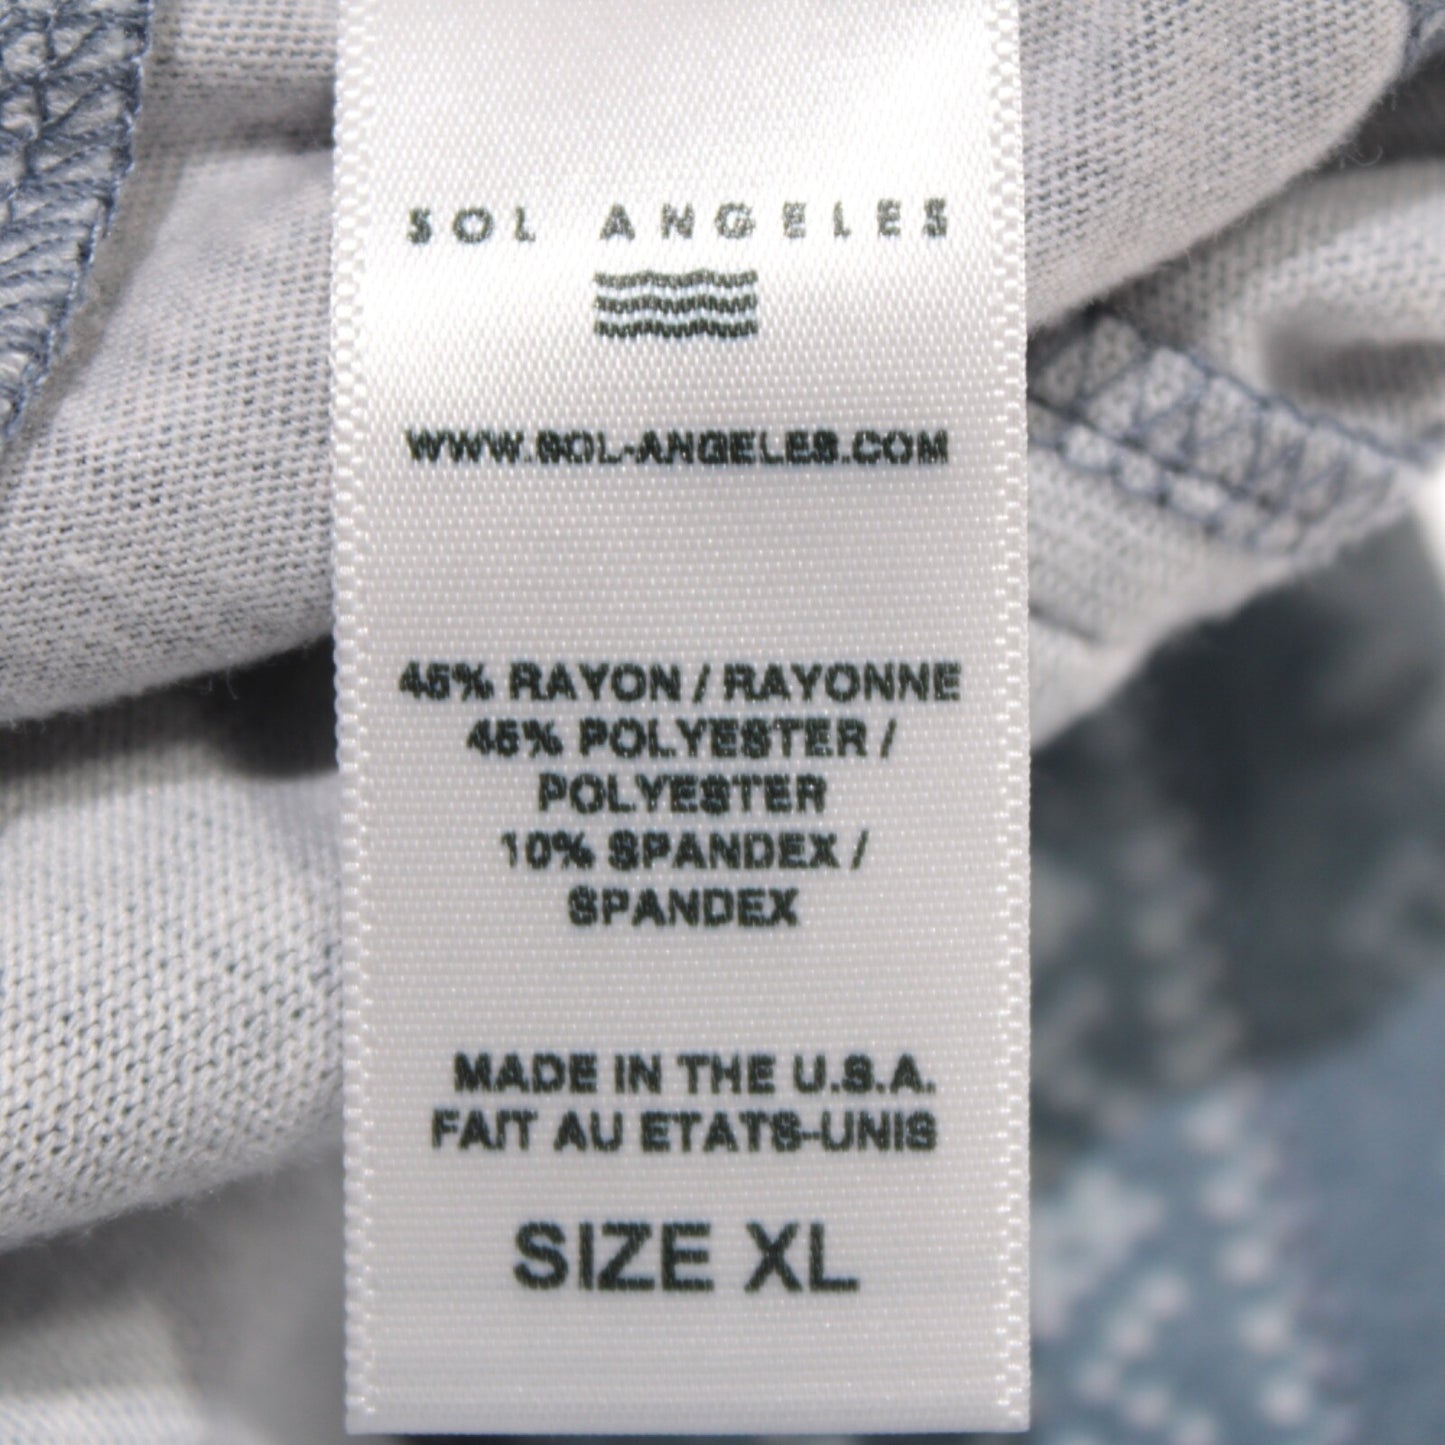 SOL ANGELES
WWW.SOL-ANGELES.COM
45% RAYON / RAYONNE
45% POLYESTER /
POLYESTER
10% SPANDEX /
SPANDEX
MADE IN THE U.S.A.
FAIT AU ETATS-UNIS
SIZE XL